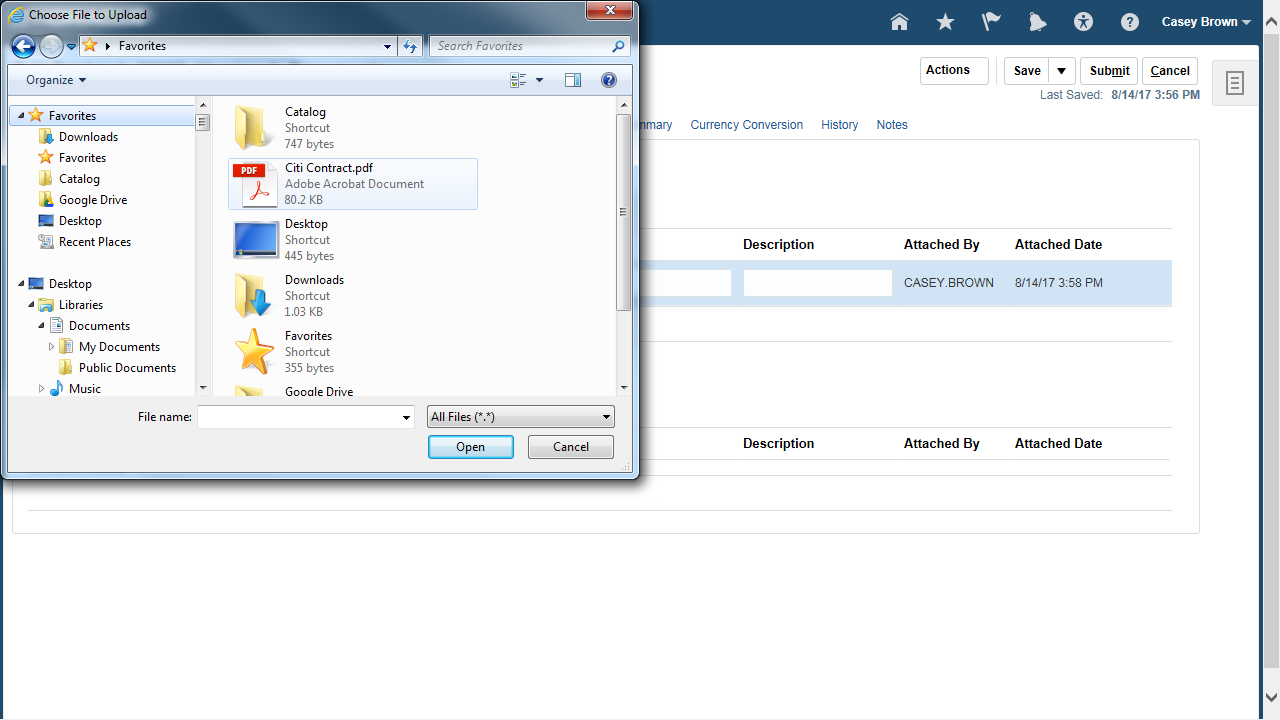 Choose File to Upload
Favorites
Search Favorites
Organize
Favorites
Downloads
Favorites
Catalog
Google Drive
Desktop
Recent Places
Desktop
Libraries
Documents
My Documents
Public Documents
Music
Catalog
Shortcut
747 bytes
PDF
Citi Contract.pdf
Adobe Acrobat Document
80.2 KB
Desktop
Shortcut
445 bytes
Downloads
Shortcut
1.03 KB
Favorites
Shortcut
355 bytes
Google Drive
File name:
All Files (*.*)
Open
Cancel
Casey Brown
Actions
Save
Submit
Cancel
Last Saved: 8/14/17 3:56 PM
mmary
Currency Conversion
History
Notes
Description
Attached By
Attached Date
CASEY.BROWN
8/14/17 3:58 PM
Description
Attached By
Attached Date